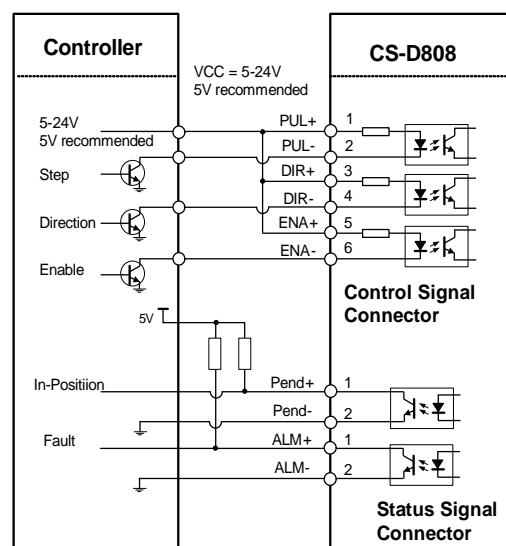 Controller
CS-D808
VCC = 5-24V
5V recommended
5-24V
5V recommended
PUL+ 1
PUL- 2
Step
DIR+ 3
DIR- 4
Direction
ENA+ 5
ENA- 6
Enable
Control Signal
Connector
5V
In-Positiion
Pend+ 1
Pend- 2
Fault
ALM+ 1
ALM- 2
Status Signal
Connector